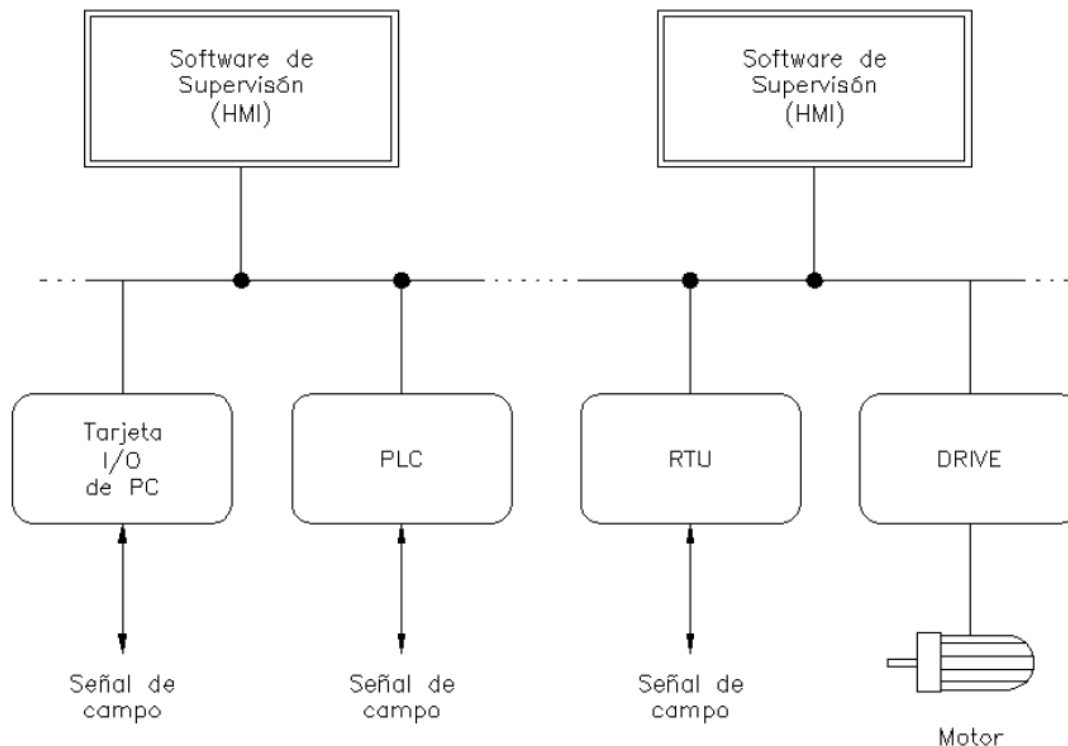 Software de
Supervisón
(HMI)
Software de
Supervisón
(HMI)
Tarjeta
I/O
de PC
PLC
RTU
DRIVE
Señal de
campo
Señal de
campo
Señal de
campo
Motor